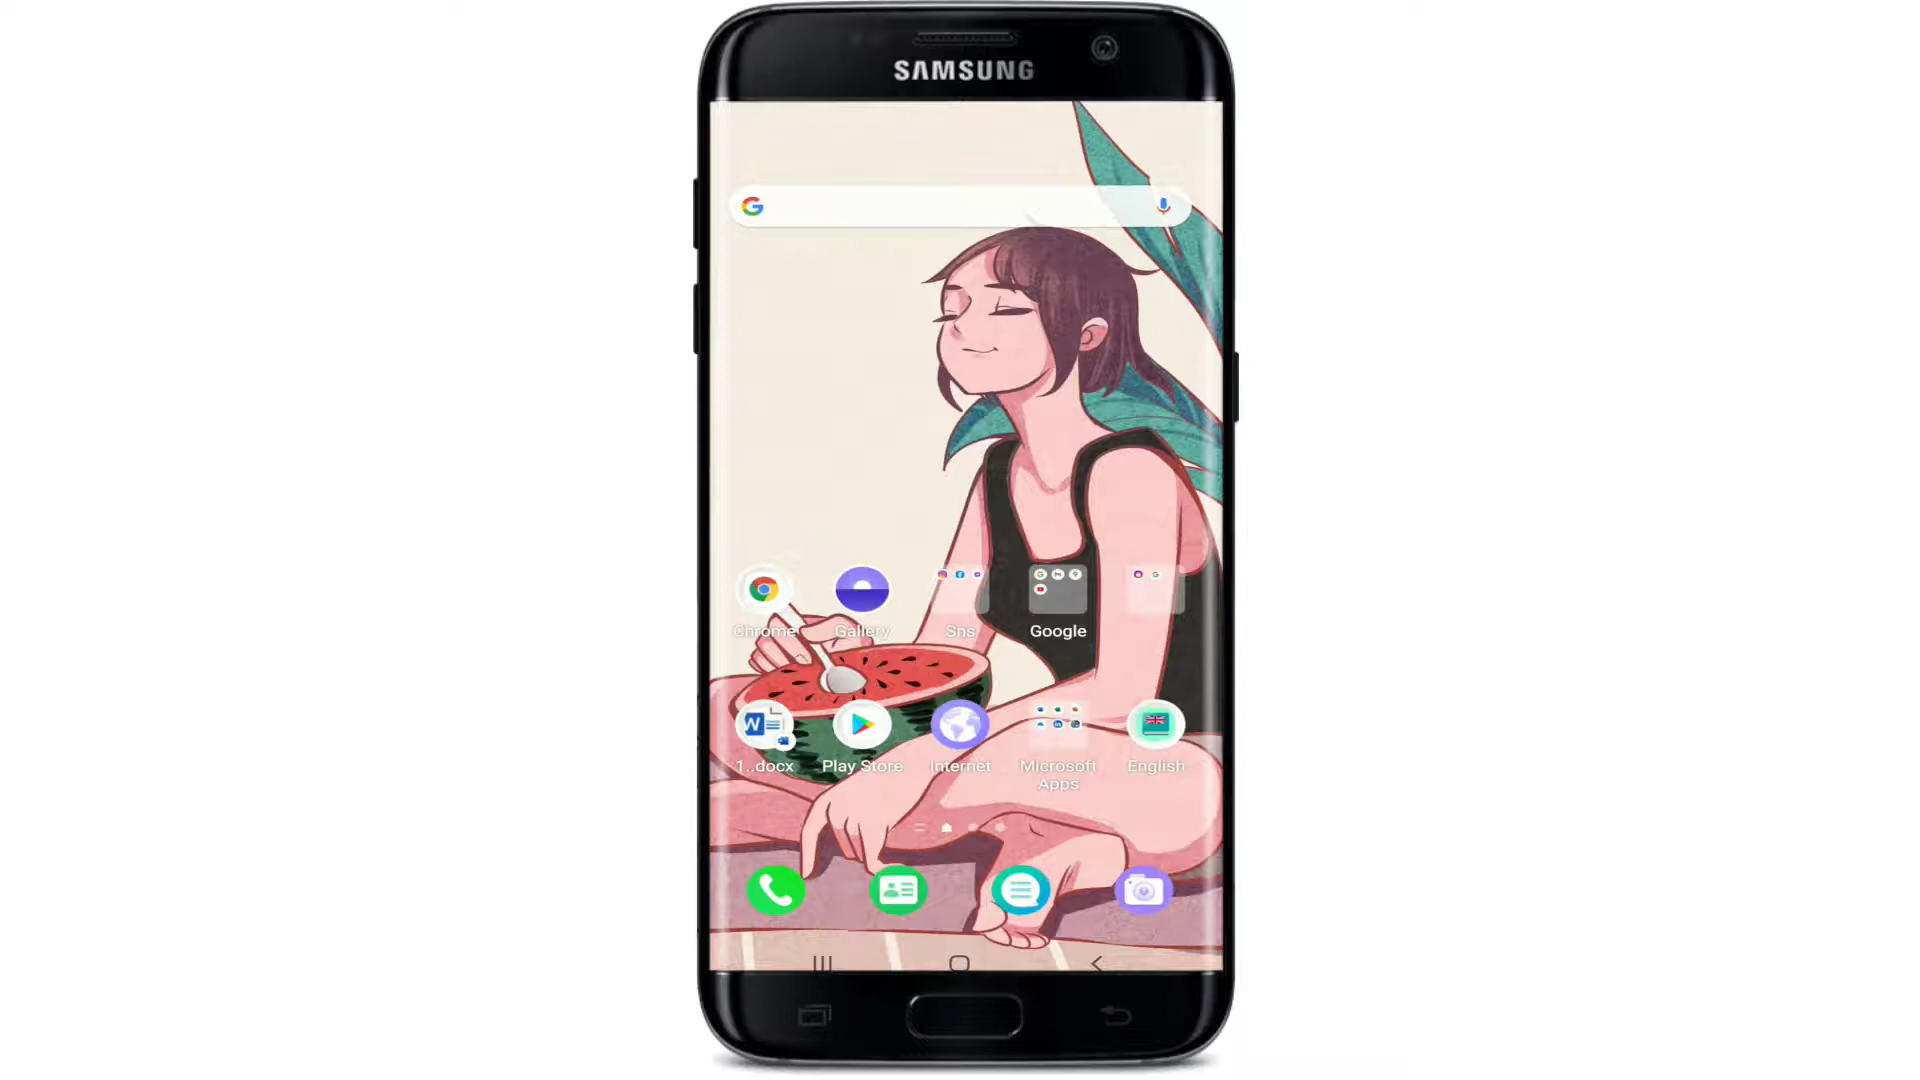 SAMSUNG
Chrome
Gallery
Sns
Google
1..docx
Play Store
Internet
Microsoft
Apps
English